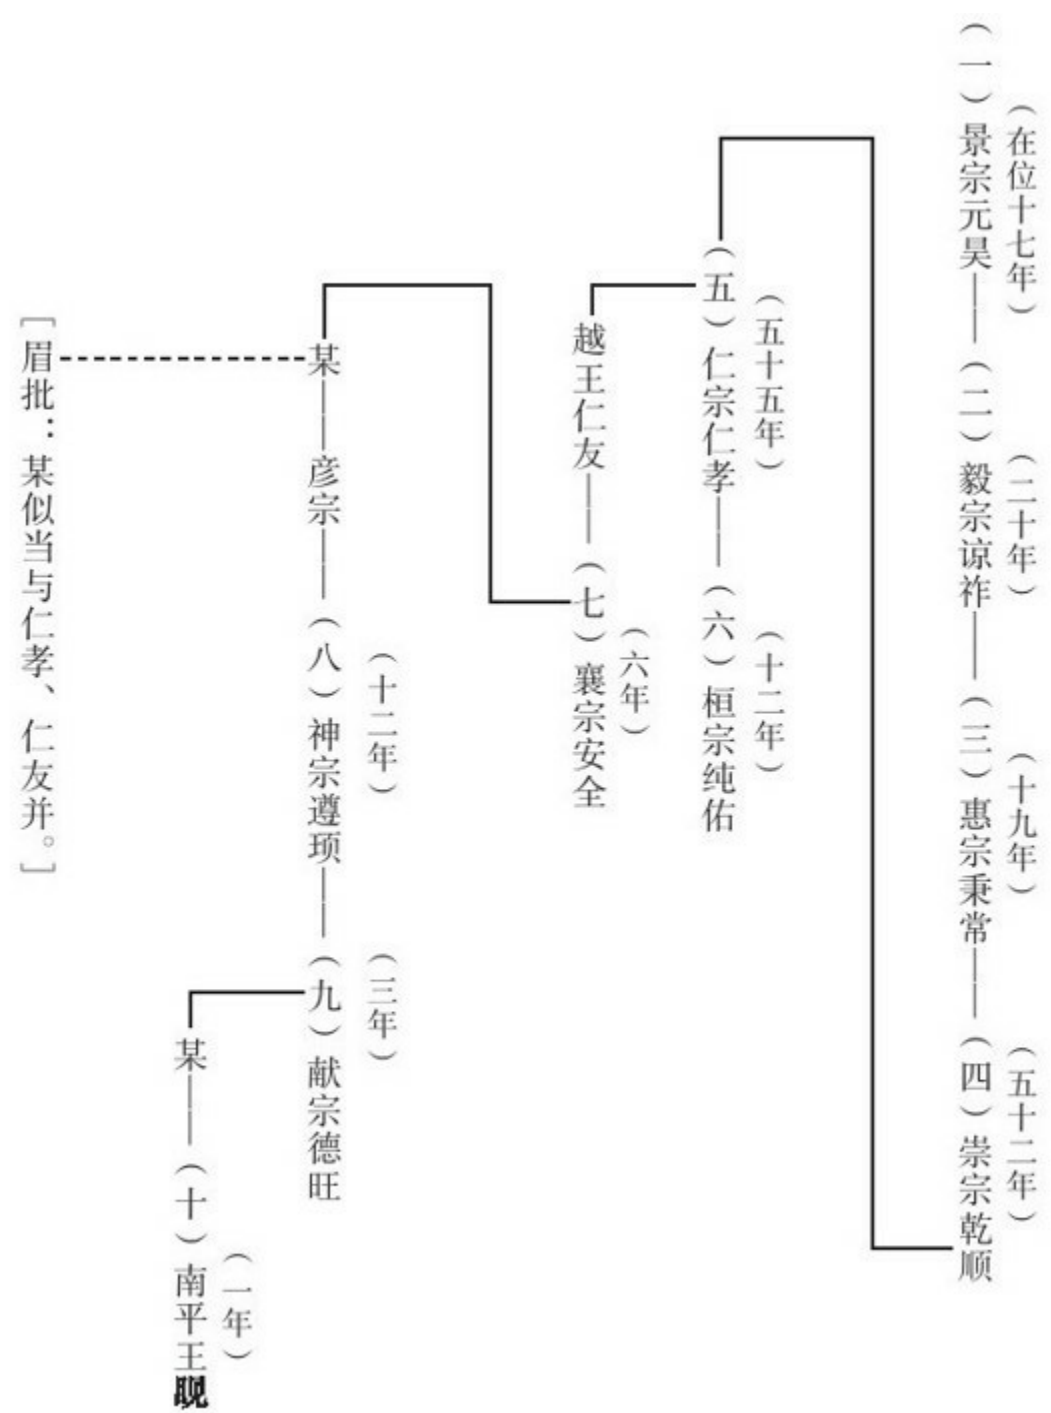 （在位十七年）
（二十年）
（十九年）
（五十二年）
（一）景宗元昊——（二）毅宗谅祚——（三）惠宗秉常——（四）崇宗乾顺
（五十五年）
（十二年）
（五）仁宗仁孝——（六）桓宗纯佑
（六年）
越王仁友——（七）襄宗安全
（十二年）
（三年）
某——彦宗——（八）神宗遵顼——（九）献宗德旺
（一年）
某——（十）南平王睍
［眉批：某似当与仁孝、仁友并。］